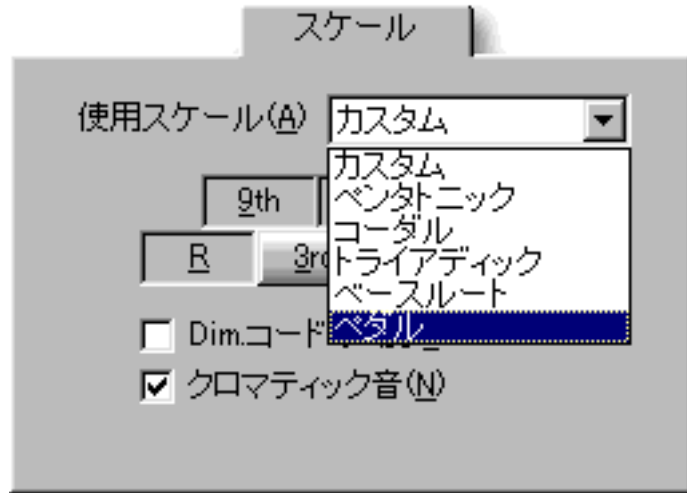 スケール
使用スケール(A) カスタム
カスタム
ペンタトニック
コーダル
9th
トライアディック
R 3rd
ベースルート
ペダル
Dim.コード
クロマティック音(N)